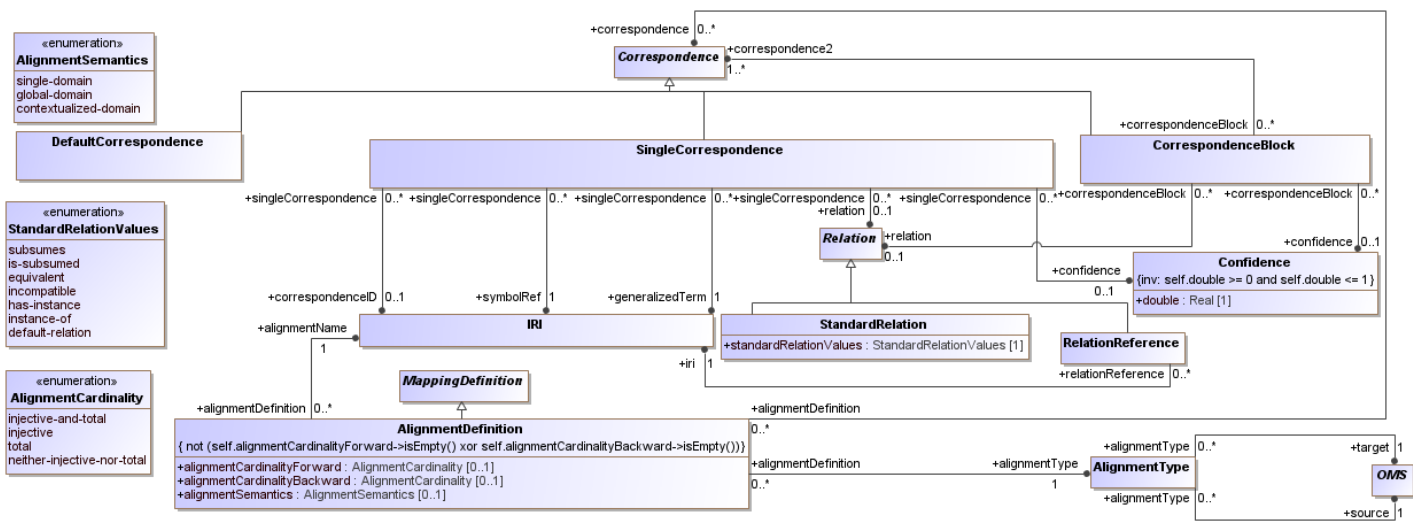 +correspondence 0..*
«enumeration»
AlignmentSemantics
single-domain
global-domain
contextualized-domain
Correspondence
+correspondence2
1..*
+correspondenceBlock 0..*
DefaultCorrespondence
SingleCorrespondence
CorrespondenceBlock
+singleCorrespondence 0..*
+singleCorrespondence 0..*
+singleCorrespondence 0..*
+singleCorrespondence 0..*
+singleCorrespondence 0..*
+correspondenceBlock 0..*
+correspondenceBlock 0..*
«enumeration»
StandardRelationValues
subsumes
is-subsumed
equivalent
incompatible
has-instance
instance-of
default-relation
+relation 0..1
Relation
+relation
0..1
+confidence 0..1
Confidence
{inv: self.double >= 0 and self.double <= 1}
+double : Real [1]
+confidence
0..1
+correspondenceID 0..1
+symbolRef 1
+generalizedTerm 1
+alignmentName
1
IRI
StandardRelation
+standardRelationValues : StandardRelationValues [1]
RelationReference
+iri 1
+relationReference 0..*
«enumeration»
AlignmentCardinality
injective-and-total
injective
total
neither-injective-nor-total
MappingDefinition
+alignmentDefinition 0..*
+alignmentDefinition
0..*
AlignmentDefinition
{ not (self.alignmentCardinalityForward->isEmpty() xor self.alignmentCardinalityBackward->isEmpty())}
+alignmentCardinalityForward : AlignmentCardinality [0..1]
+alignmentCardinalityBackward : AlignmentCardinality [0..1]
+alignmentSemantics : AlignmentSemantics [0..1]
+alignmentDefinition
0..*
+alignmentType
1
+alignmentType 0..*
AlignmentType
+alignmentType 0..*
+target 1
OMS
+source 1